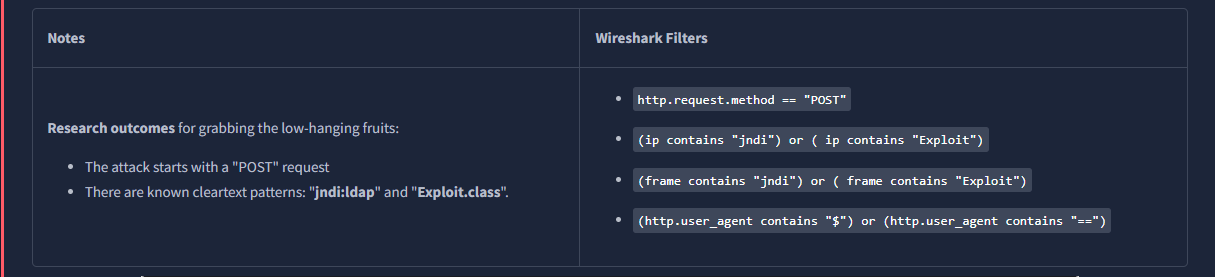 Notes
Wireshark Filters
Research outcomes for grabbing the low-hanging fruits:
• The attack starts with a "POST" request
• There are known cleartext patterns: "jndi:ldap" and "Exploit.class".
• http.request.method == "POST"
• (ip contains "jndi") or ( ip contains "Exploit")
• (frame contains "jndi") or ( frame contains "Exploit")
• (http.user_agent contains "$") or (http.user_agent contains "==")